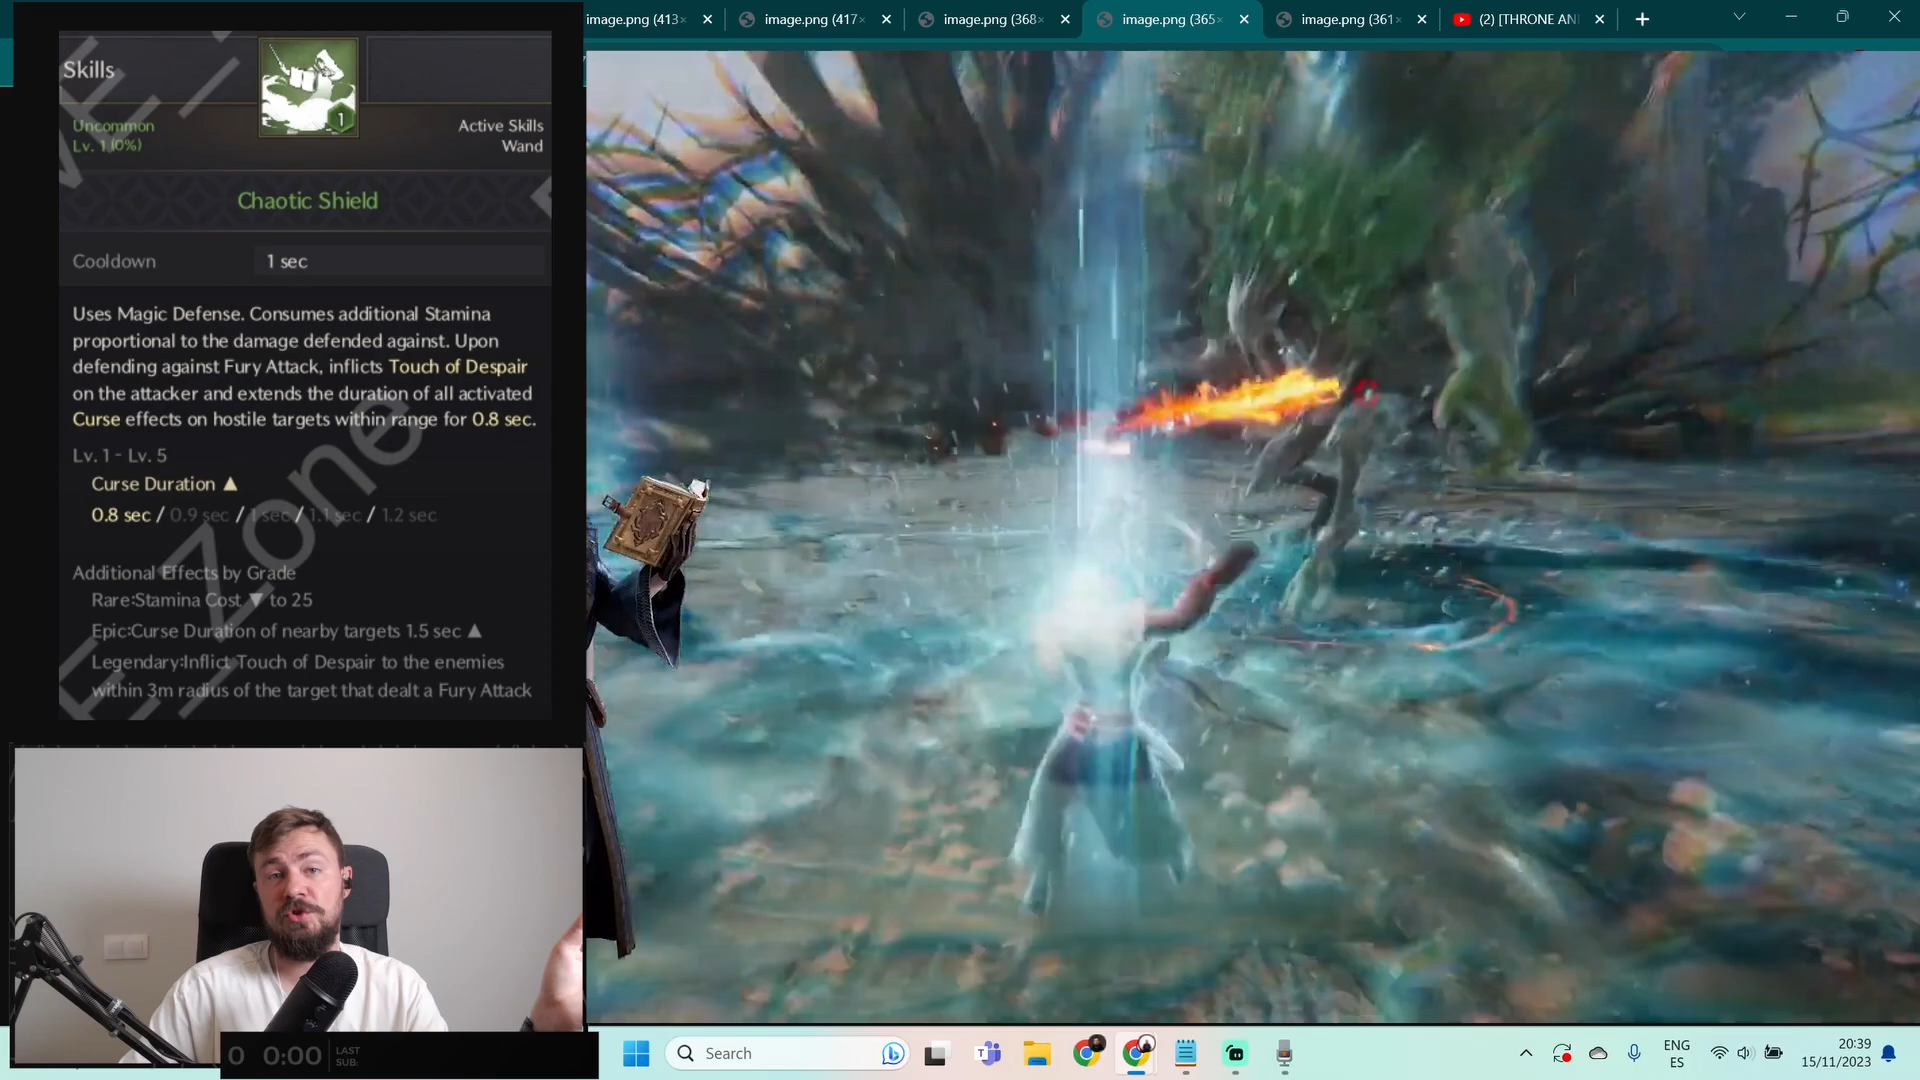 image.png (413×
image.png (417×
image.png (368×
image.png (365×
image.png (361×
(2) [THRONE AN
Skills
1
Uncommon
Lv. 1 (0%)
Active Skills
Wand
Chaotic Shield
Cooldown
1 sec
Uses Magic Defense. Consumes additional Stamina
proportional to the damage defended against. Upon
defending against Fury Attack, inflicts Touch of Despair
on the attacker and extends the duration of all activated
Curse effects on hostile targets within range for 0.8 sec.
Lv. 1 - Lv. 5
Curse Duration ▲
0.8 sec / 0.9 sec / 1 sec / 1.1 sec / 1.2 sec
Additional Effects by Grade
Rare:Stamina Cost ▼ to 25
Epic:Curse Duration of nearby targets 1.5 sec ▲
Legendary:Inflict Touch of Despair to the enemies
within 3m radius of the target that dealt a Fury Attack
E_Zone
0 0:00
LAST
SUB:
Search
ENG
ES
20:39
15/11/2023